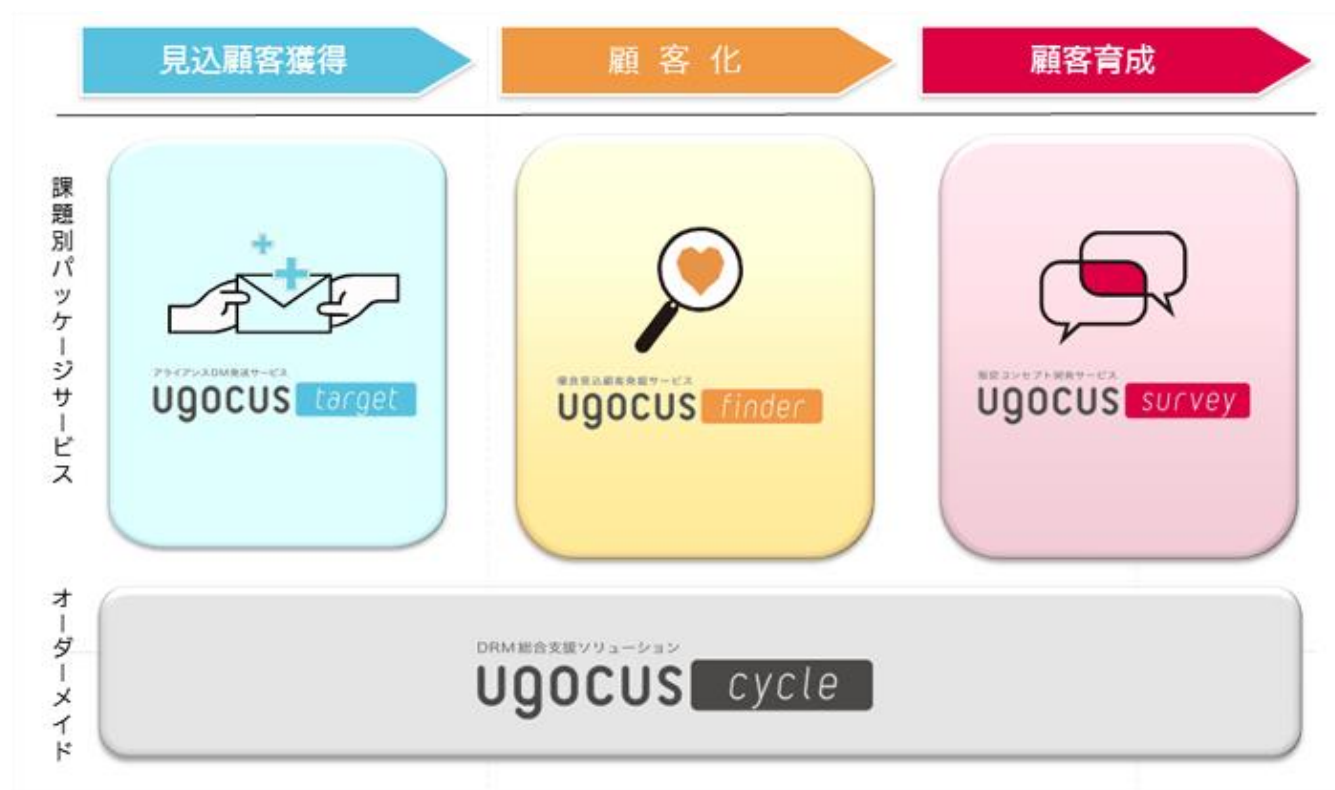 見込顧客獲得
顧客化
顧客育成
課題別パッケージサービス
アライアンスDM発送サービス
ugocus target
優良見込顧客発掘サービス
ugocus finder
販促コンセプト開発サービス
ugocus survey
オーダーメイド
DRM総合支援ソリューション
ugocus cycle